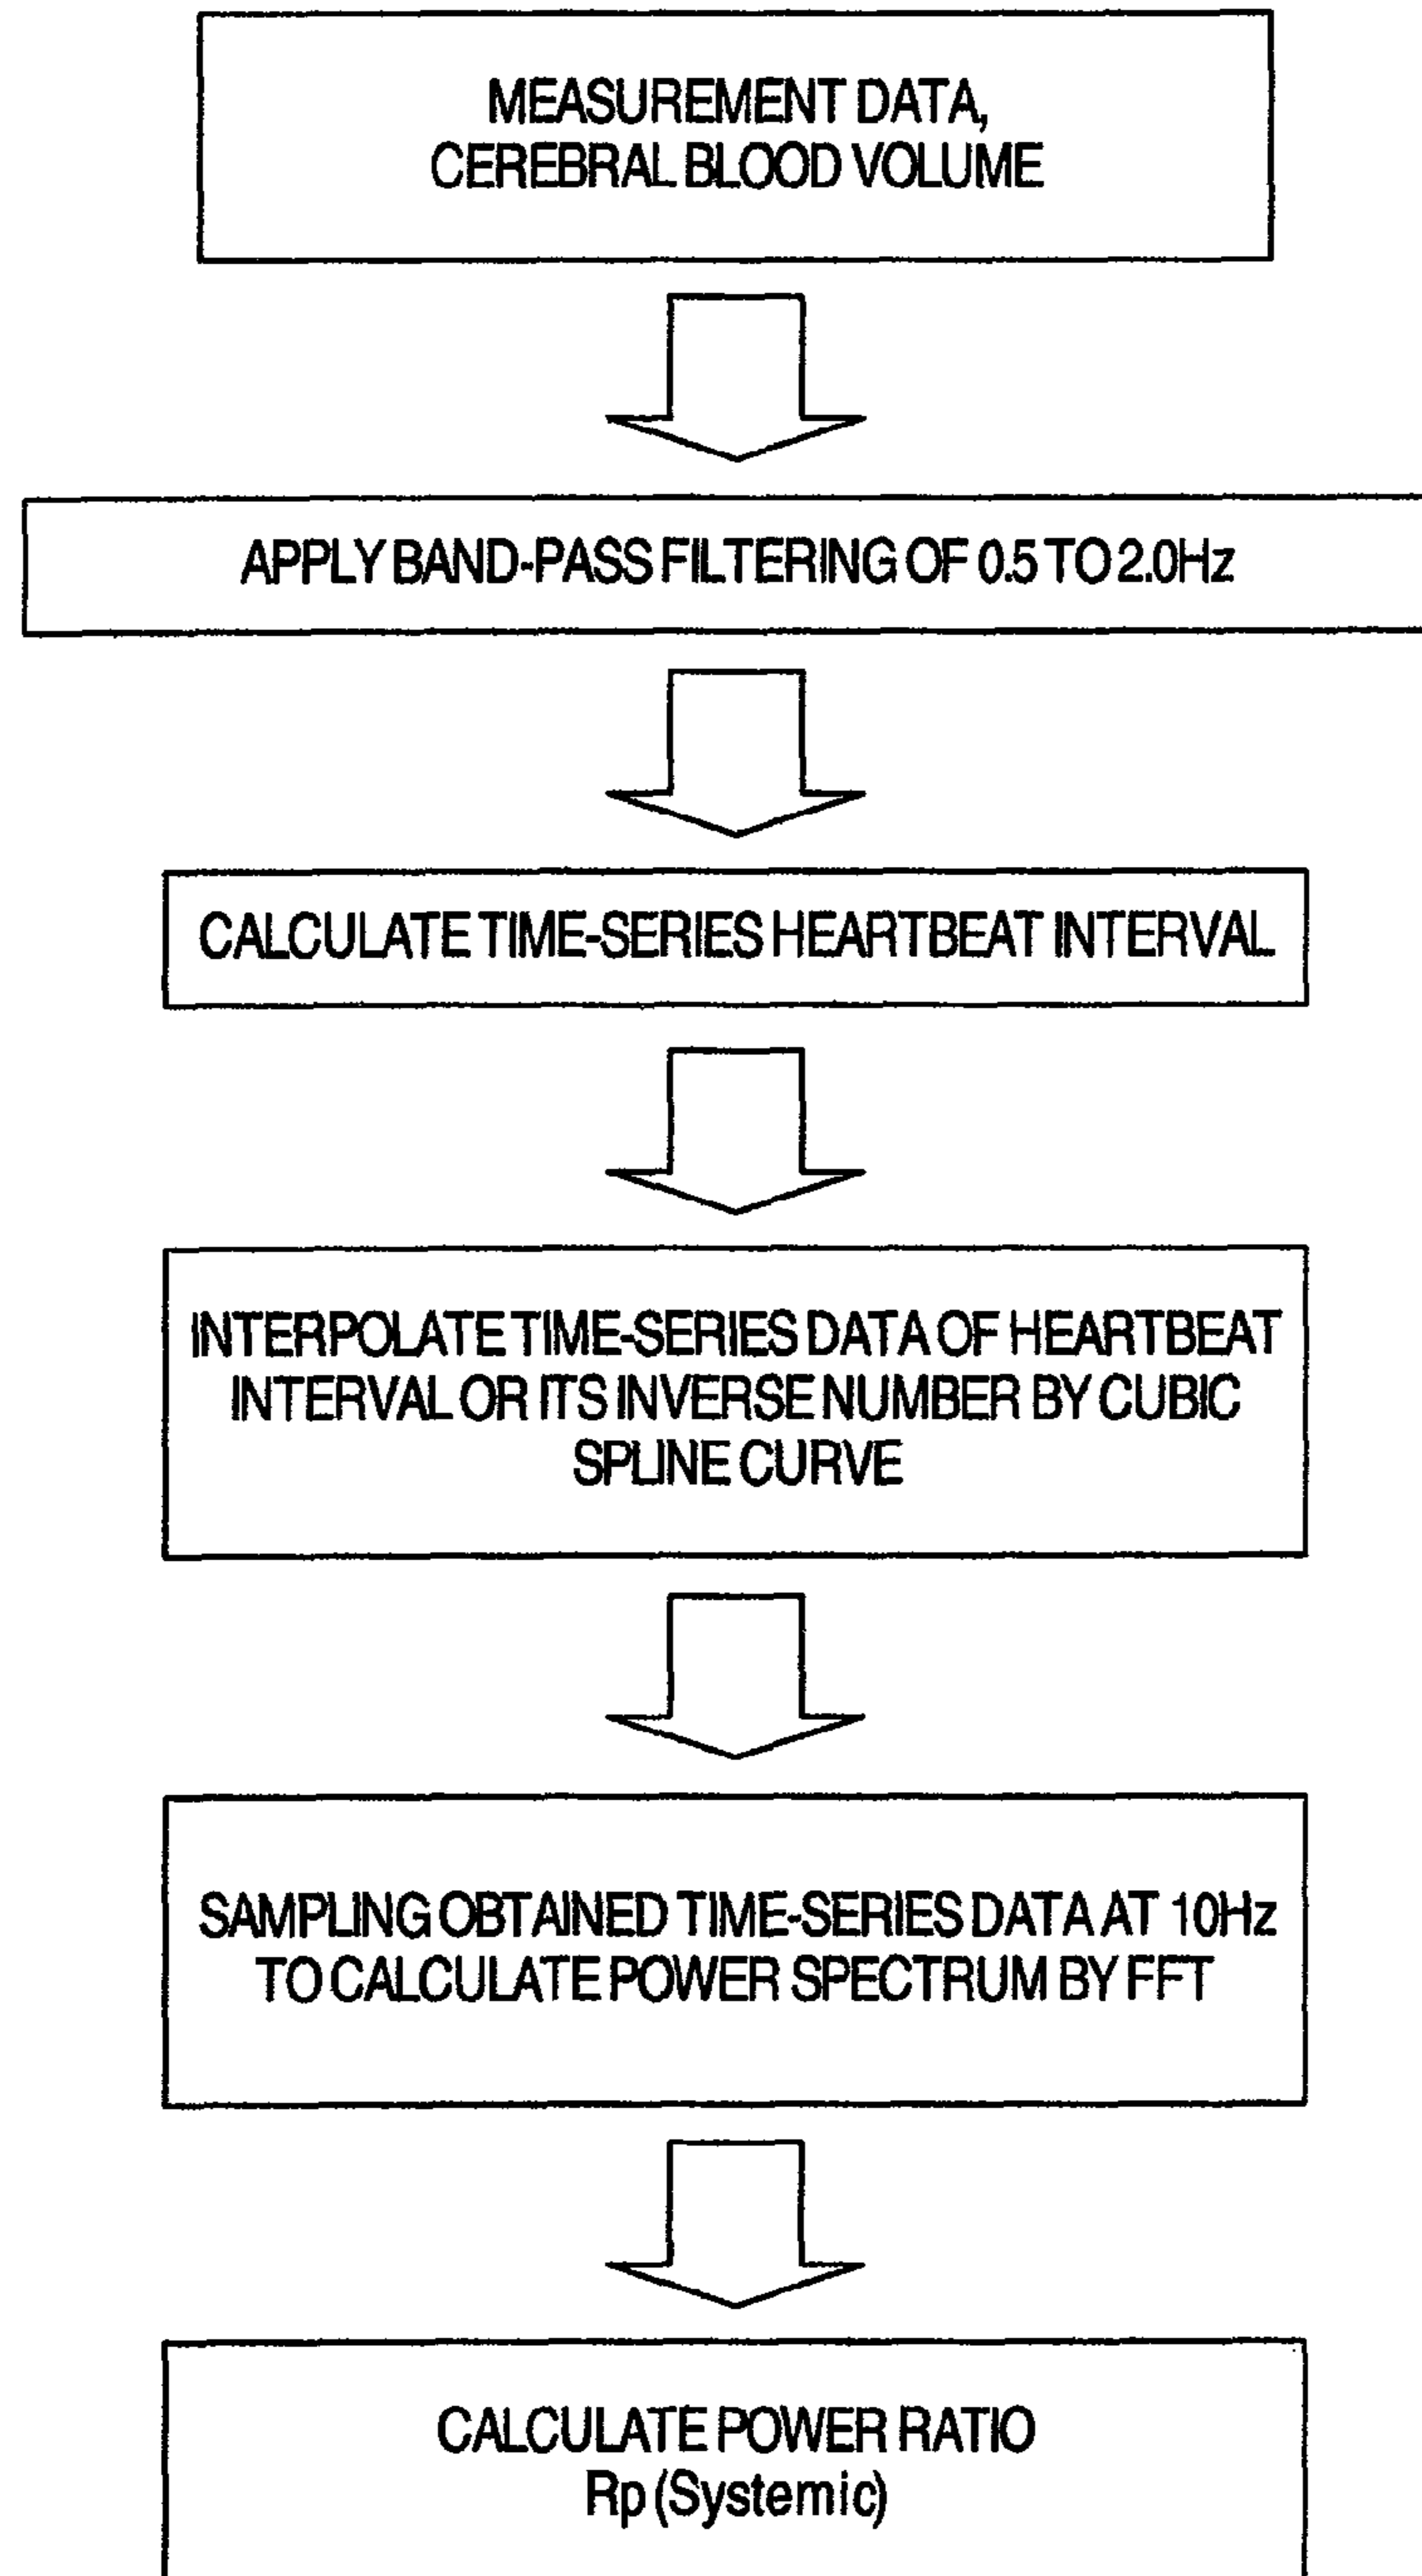 MEASUREMENT DATA,
CEREBRAL BLOOD VOLUME
APPLY BAND-PASS FILTERING OF 0.5 TO 2.0Hz
CALCULATE TIME-SERIES HEARTBEAT INTERVAL
INTERPOLATE TIME-SERIES DATA OF HEARTBEAT
INTERVAL OR ITS INVERSE NUMBER BY CUBIC
SPLINE CURVE
SAMPLING OBTAINED TIME-SERIES DATA AT 10Hz
TO CALCULATE POWER SPECTRUM BY FFT
CALCULATE POWER RATIO
Rp (Systemic)